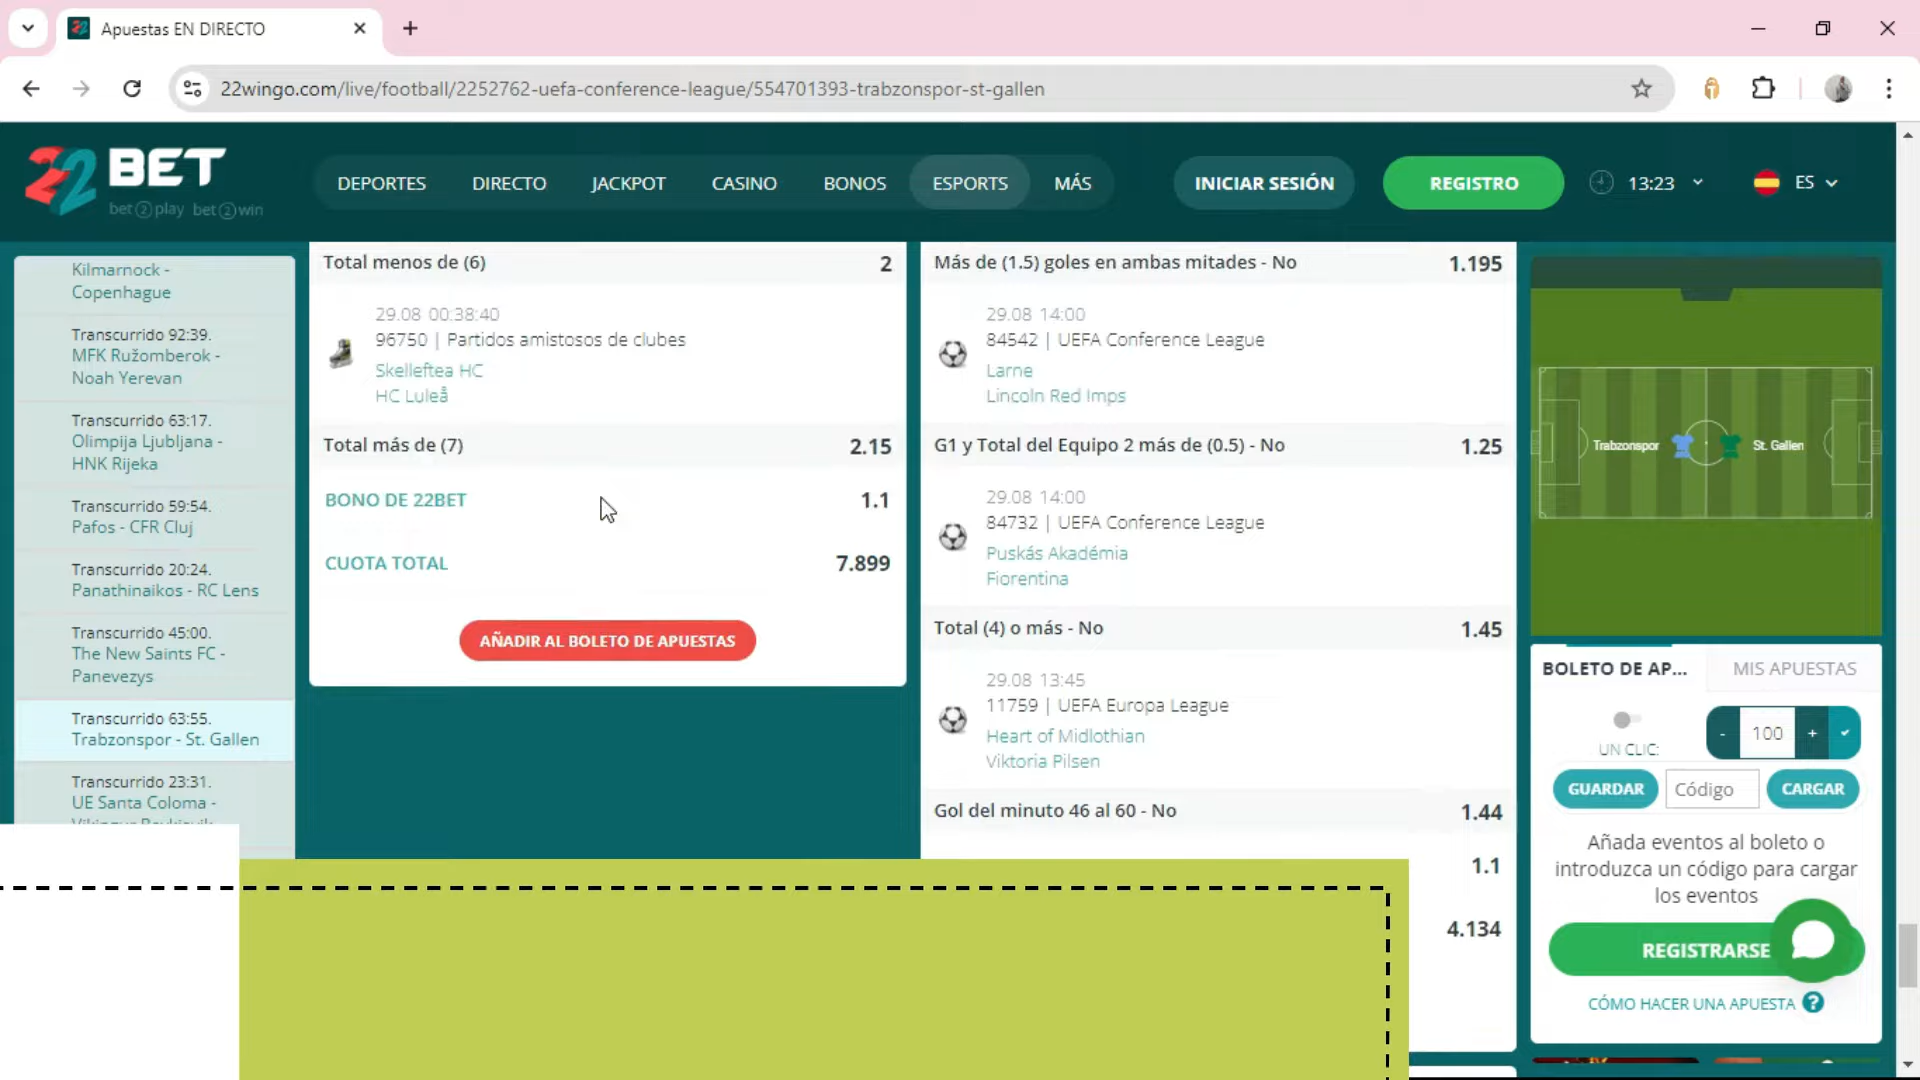 Apuestas EN DIRECTO
22wingo.com/live/football/2252762-uefa-conference-league/554701393-trabzonspor-st-gallen
22 BET
bet 2 play bet 2 win
DEPORTES
DIRECTO
JACKPOT
CASINO
BONOS
ESPORTS
MÁS
INICIAR SESIÓN
REGISTRO
13:23
ES
Kilmarnock -
Copenhague
Transcurrido 92:39.
MFK Ružomberok -
Noah Yerevan
Transcurrido 63:17.
Olimpija Ljubljana -
HNK Rijeka
Transcurrido 59:54.
Pafos - CFR Cluj
Transcurrido 20:24.
Panathinaikos - RC Lens
Transcurrido 45:00.
The New Saints FC -
Panevezys
Transcurrido 63:55.
Trabzonspor - St. Gallen
Transcurrido 23:31.
UE Santa Coloma -
Total menos de (6) 2
29.08 00:38:40
96750 | Partidos amistosos de clubes
Skelleftea HC
HC Luleå
Total más de (7) 2.15
BONO DE 22BET 1.1
CUOTA TOTAL 7.899
AÑADIR AL BOLETO DE APUESTAS
Más de (1.5) goles en ambas mitades - No 1.195
29.08 14:00
84542 | UEFA Conference League
Larne
Lincoln Red Imps
G1 y Total del Equipo 2 más de (0.5) - No 1.25
29.08 14:00
84732 | UEFA Conference League
Puskás Akadémia
Fiorentina
Total (4) o más - No 1.45
29.08 13:45
11759 | UEFA Europa League
Heart of Midlothian
Viktoria Pilsen
Gol del minuto 46 al 60 - No 1.44
1.1
4.134
Trabzonspor St. Gallen
BOLETO DE AP... MIS APUESTAS
UN CLIC:
- 100 +
GUARDAR Código CARGAR
Añada eventos al boleto o
introduzca un código para cargar
los eventos
REGISTRARSE
CÓMO HACER UNA APUESTA ?